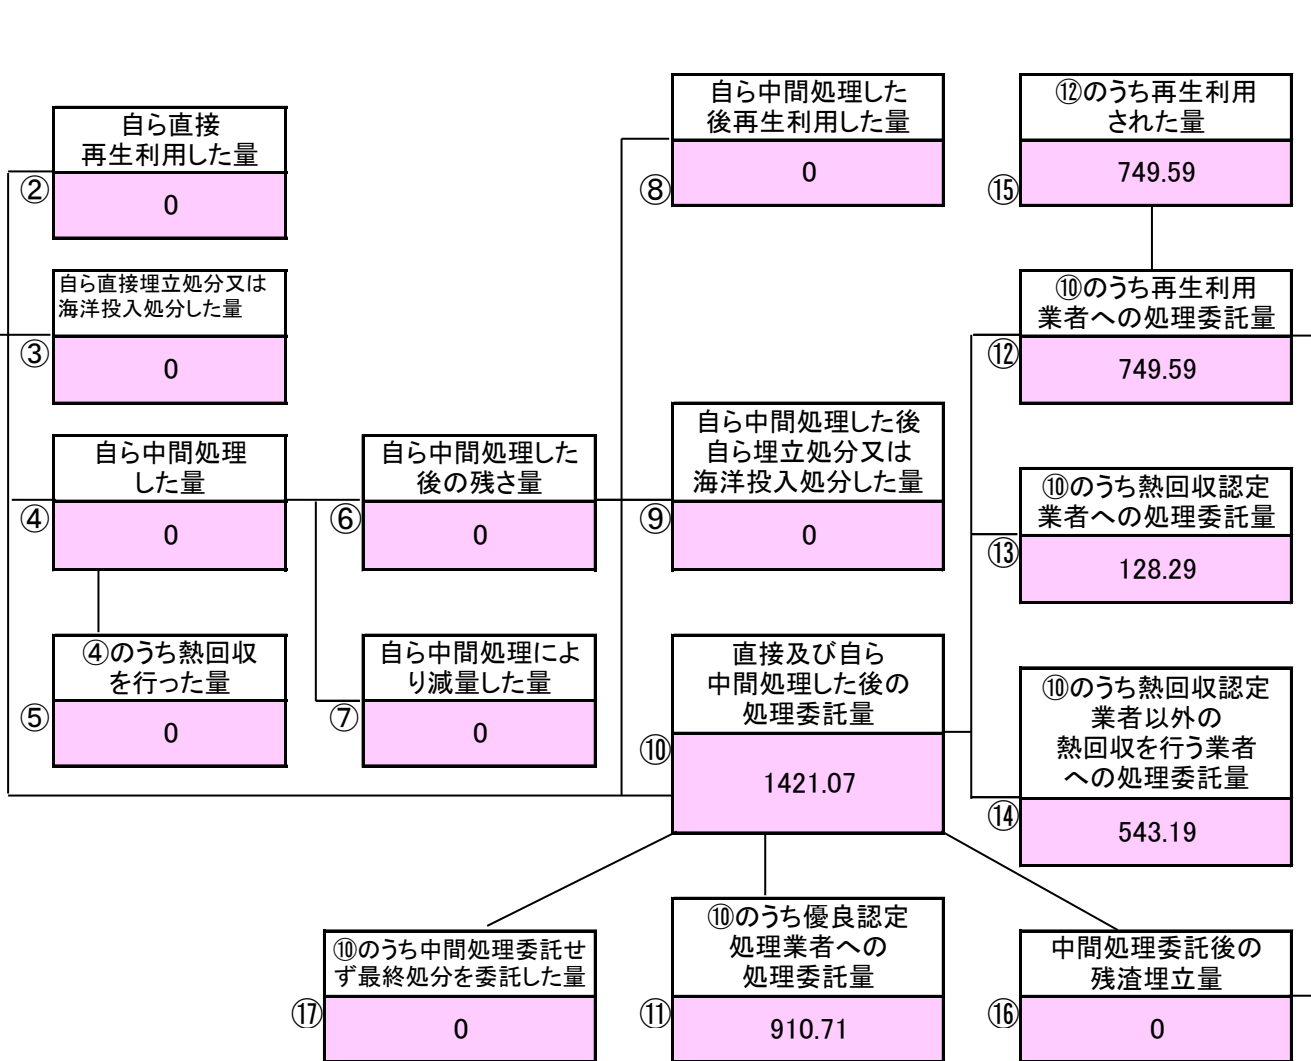 自ら直接
再生利用した量
②
0
自ら直接埋立処分又は
海洋投入処分した量
③
0
自ら中間処理
した量
④
0
④のうち熱回収
を行った量
⑤
0
自ら中間処理した
後の残さ量
⑥
0
自ら中間処理によ
り減量した量
⑦
0
自ら中間処理した
後再生利用した量
⑧
0
自ら中間処理した後
自ら埋立処分又は
海洋投入処分した量
⑨
0
直接及び自ら
中間処理した後の
処理委託量
⑩
1421.07
⑫のうち再生利用
された量
⑮
749.59
⑩のうち再生利用
業者への処理委託量
⑫
749.59
⑩のうち熱回収認定
業者への処理委託量
⑬
128.29
⑩のうち熱回収認定
業者以外の
熱回収を行う業者
への処理委託量
⑭
543.19
⑩のうち中間処理委託せ
ず最終処分を委託した量
⑰
0
⑩のうち優良認定
処理業者への
処理委託量
⑪
910.71
中間処理委託後の
残渣埋立量
⑯
0